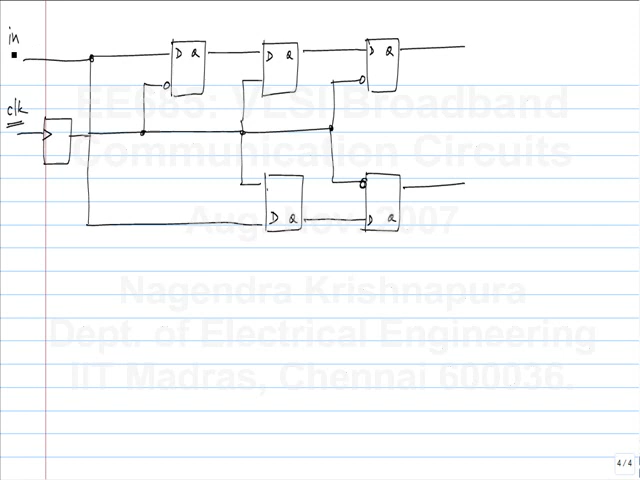 in
D Q D Q D Q
clk
EE685: VLSI Broadband
Communication Circuits
D Q D Q
Aug-Nov 2007
Nagendra Krishnapura
Dept. of Electrical Engineering
IIT Madras, Chennai 600036.
4/4